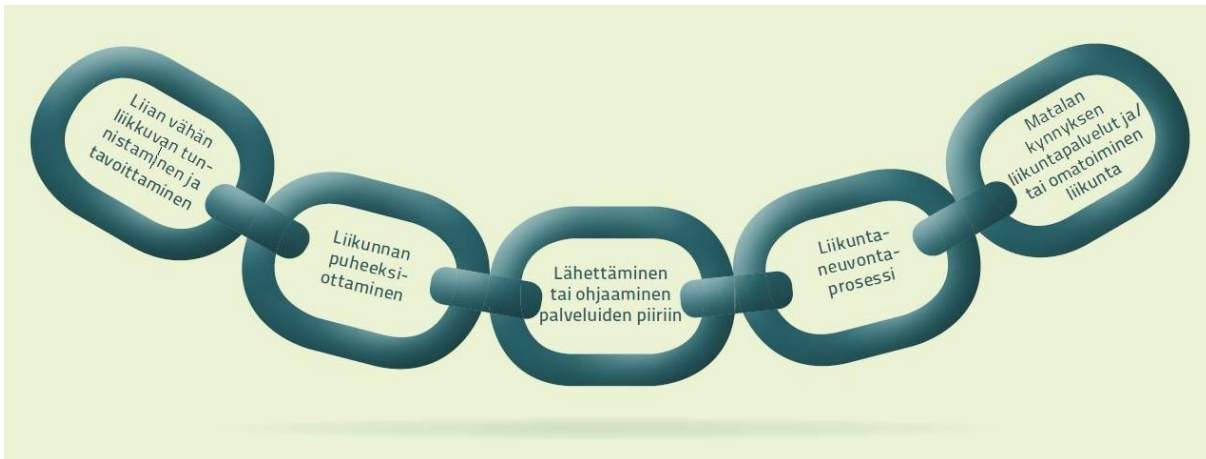 Liian vähän
liikkuvan tun-
nistaminen ja
tavoittaminen
Liikunnan
puheeksi-
ottaminen
Lähettäminen
tai ohjaaminen
palveluiden piiriin
Liikunta-
neuvonta-
prosessi
Matalan
kynnyksen
liikuntapalvelut ja/
tai omatoiminen
liikunta